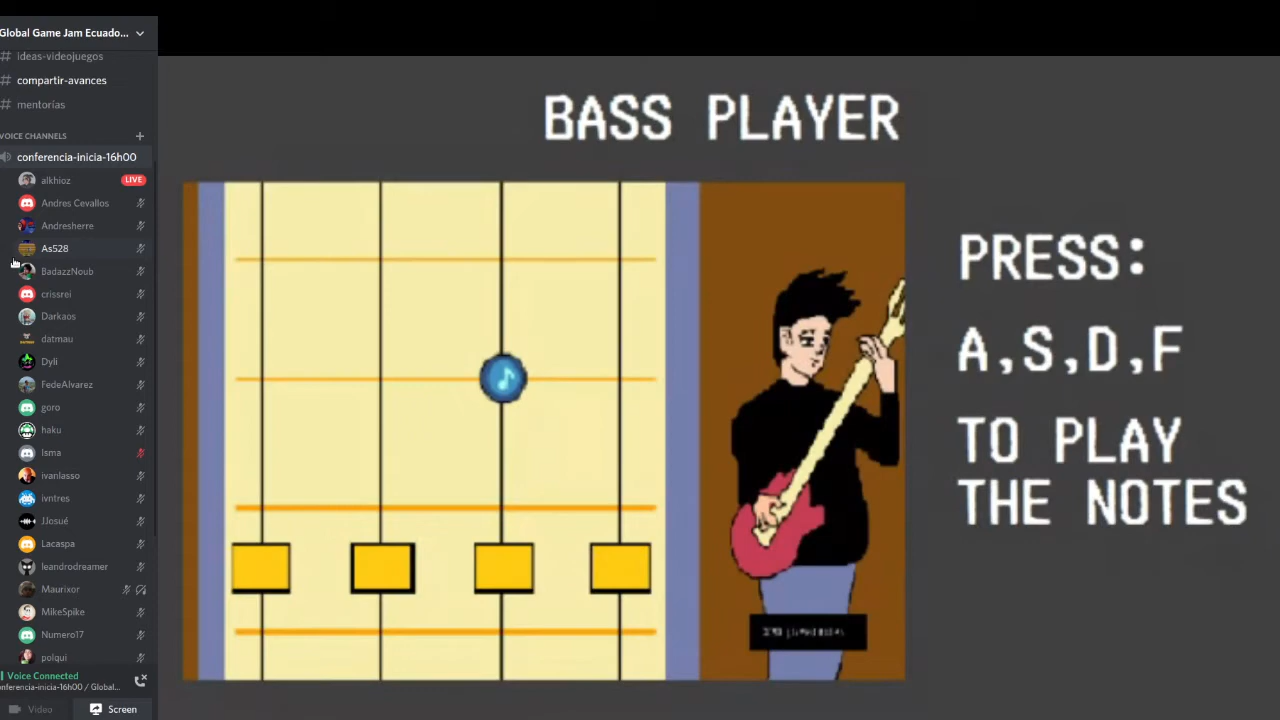 Global Game Jam Ecuado...
# ideas-videojuegos
# compartir-avances
# mentorías
VOICE CHANNELS
conferencia-inicia-16h00
alkhioz
LIVE
Andres Cevallos
Andresherre
As528
BadazzNoub
crissrei
Darkaos
datmau
Dyli
FedeAlvarez
goro
haku
Isma
ivanlasso
ivntres
JJosué
Lacaspa
leandrodreamer
Maurixor
MikeSpike
Numero17
polqui
Voice Connected
onferencia-inicia-16h00 / Global...
Video
Screen
BASS PLAYER
PRESS:
A,S,D,F
TO PLAY
THE NOTES